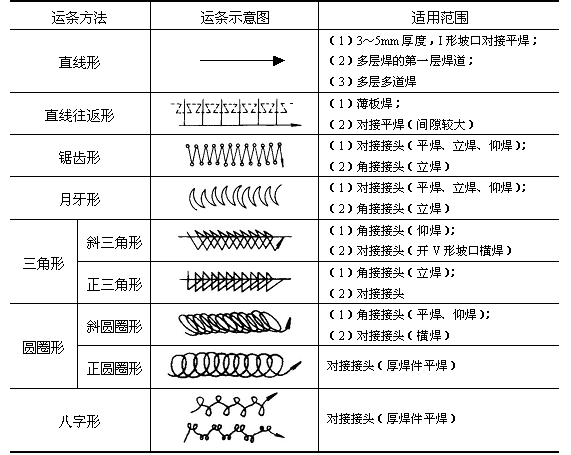 运条方法 运条示意图 适用范围
直线形
(1)3～5mm厚度,I形坡口对接平焊;
(2)多层焊的第一层焊道;
(3)多层多道焊
直线往返形
(1)薄板焊;
(2)对接平焊(间隙较大)
锯齿形
(1)对接接头(平焊、立焊、仰焊);
(2)角接接头(立焊)
月牙形
(1)对接接头(平焊、立焊、仰焊);
(2)角接接头(立焊)
三角形
斜三角形
(1)角接接头(仰焊);
(2)对接接头(开V形坡口横焊)
正三角形
(1)角接接头(立焊);
(2)对接接头
圆圈形
斜圆圈形
(1)角接接头(平焊、仰焊);
(2)对接接头(横焊)
正圆圈形
对接接头(厚焊件平焊)
八字形
对接接头(厚焊件平焊)